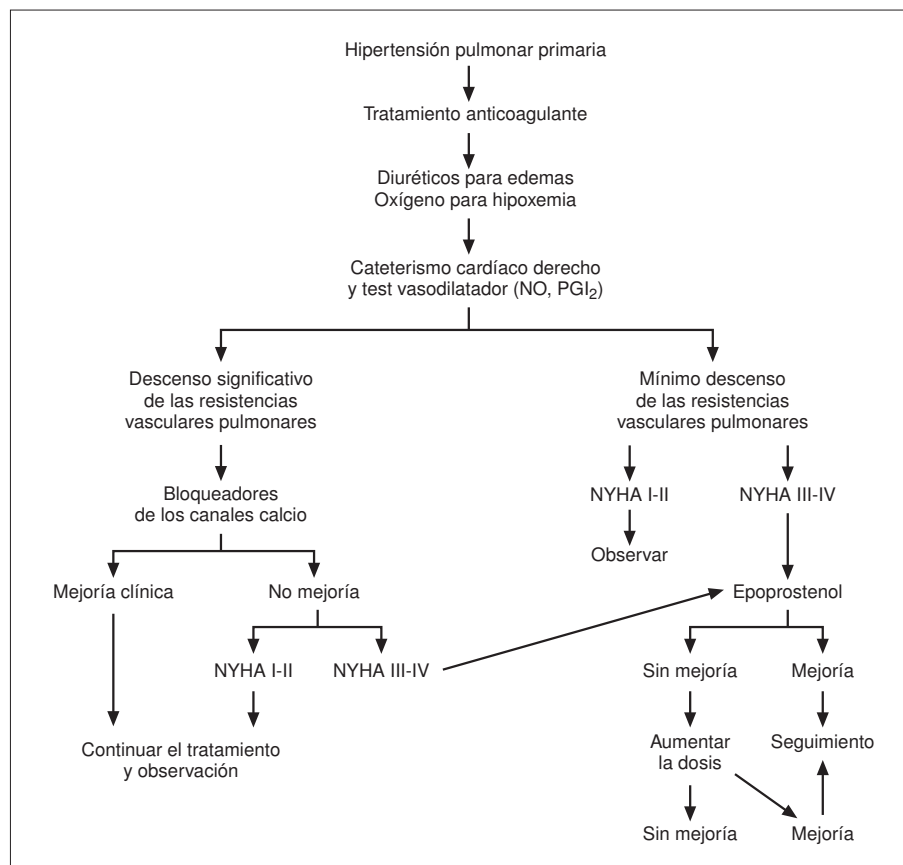 Hipertensión pulmonar primaria
Tratamiento anticoagulante
Diuréticos para edemas
Oxígeno para hipoxemia
Cateterismo cardíaco derecho
y test vasodilatador (NO, PGI₂)
Descenso significativo
de las resistencias
vasculares pulmonares
Mínimo descenso
de las resistencias
vasculares pulmonares
Bloqueadores
de los canales calcio
NYHA I-II
NYHA III-IV
Observar
Mejoría clínica
No mejoría
Epoprostenol
NYHA I-II
NYHA III-IV
Sin mejoría
Mejoría
Continuar el tratamiento
y observación
Aumentar
la dosis
Seguimiento
Sin mejoría
Mejoría